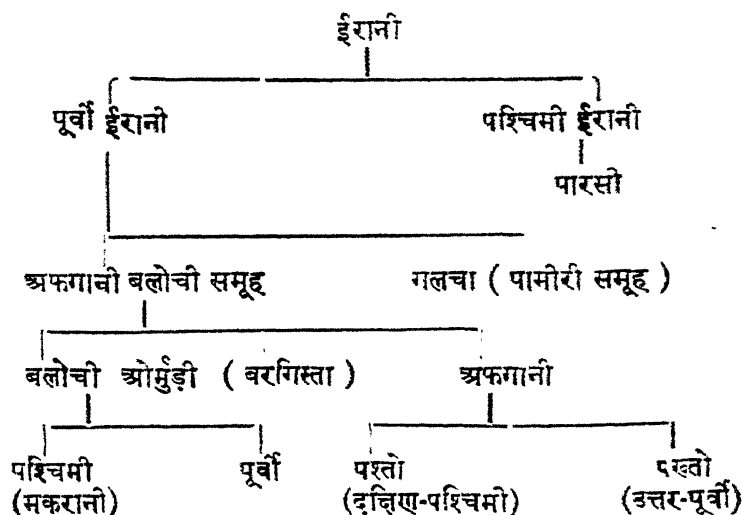 ईरानी
पूर्वी ईरानी पश्चिमी ईरानी
पारसी
अफगानी बलोची समूह गलचा ( पामीरी समूह )
बलोची ओर्मुड़ी ( बरगिस्ता ) अफगानी
पश्चिमी पूर्वी पश्तो पख्तो
(मकरानी) (दक्षिण-पश्चिमी) (उत्तर-पूर्वी)